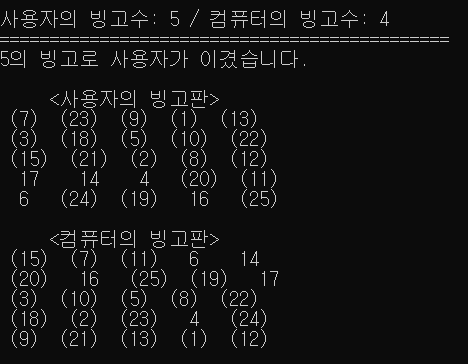 사용자의 빙고수: 5 / 컴퓨터의 빙고수: 4
==========================================
5의 빙고로 사용자가 이겼습니다.
<사용자의 빙고판>
(7) (23) (9) (1) (13)
(3) (18) (5) (10) (22)
(15) (21) (2) (8) (12)
17 14 4 (20) (11)
6 (24) (19) 16 (25)
<컴퓨터의 빙고판>
(15) (7) (11) 6 14
(20) 16 (25) (19) 17
(3) (10) (5) (8) (22)
(18) (2) (23) 4 (24)
(9) (21) (13) (1) (12)